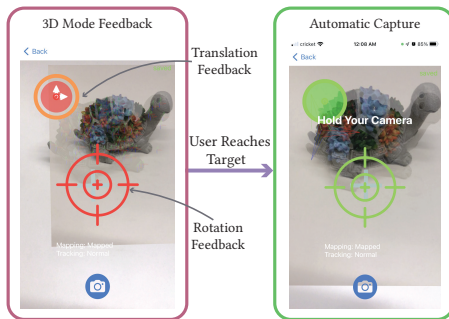 3D Mode Feedback
Automatic Capture
Back
Translation
Feedback
User Reaches
Target
Rotation
Feedback
Mapping: Mapped
Tracking: Normal
cricket
12:08 AM
85%
Back
Hold Your Camera
Mapping: Mapped
Tracking: Normal